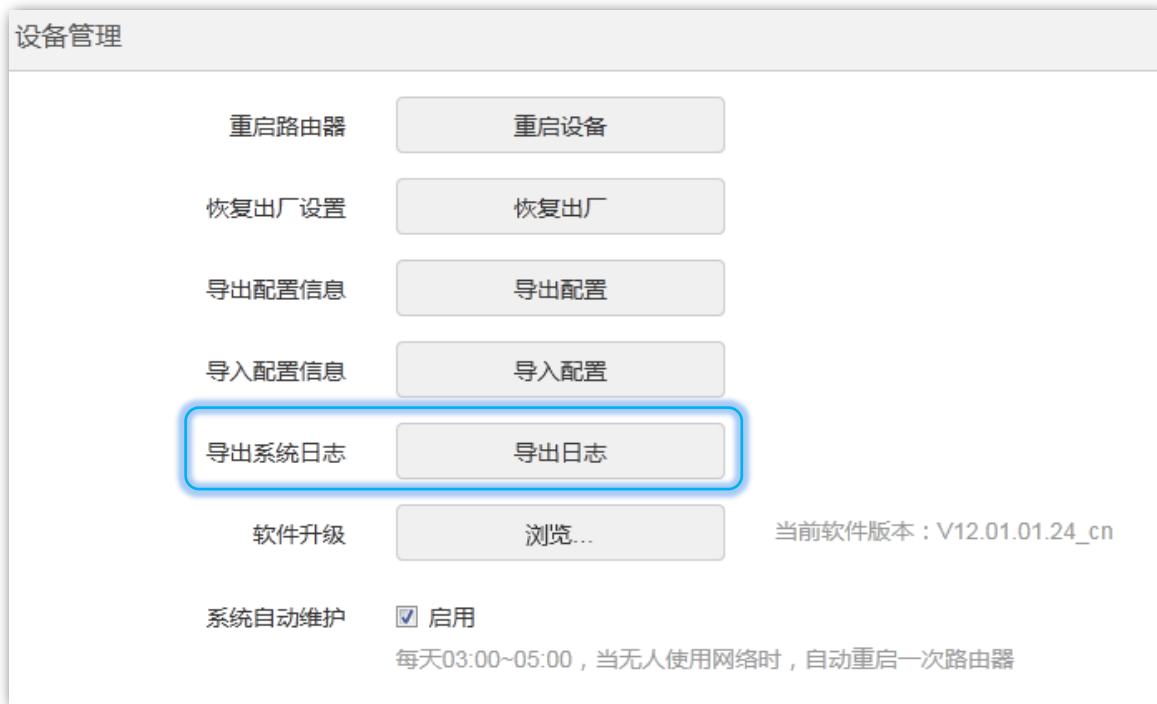 设备管理
重启路由器 重启设备
恢复出厂设置 恢复出厂
导出配置信息 导出配置
导入配置信息 导入配置
导出系统日志 导出日志
软件升级 浏览... 当前软件版本：V12.01.01.24_cn
系统自动维护 启用
每天03:00~05:00，当无人使用网络时，自动重启一次路由器